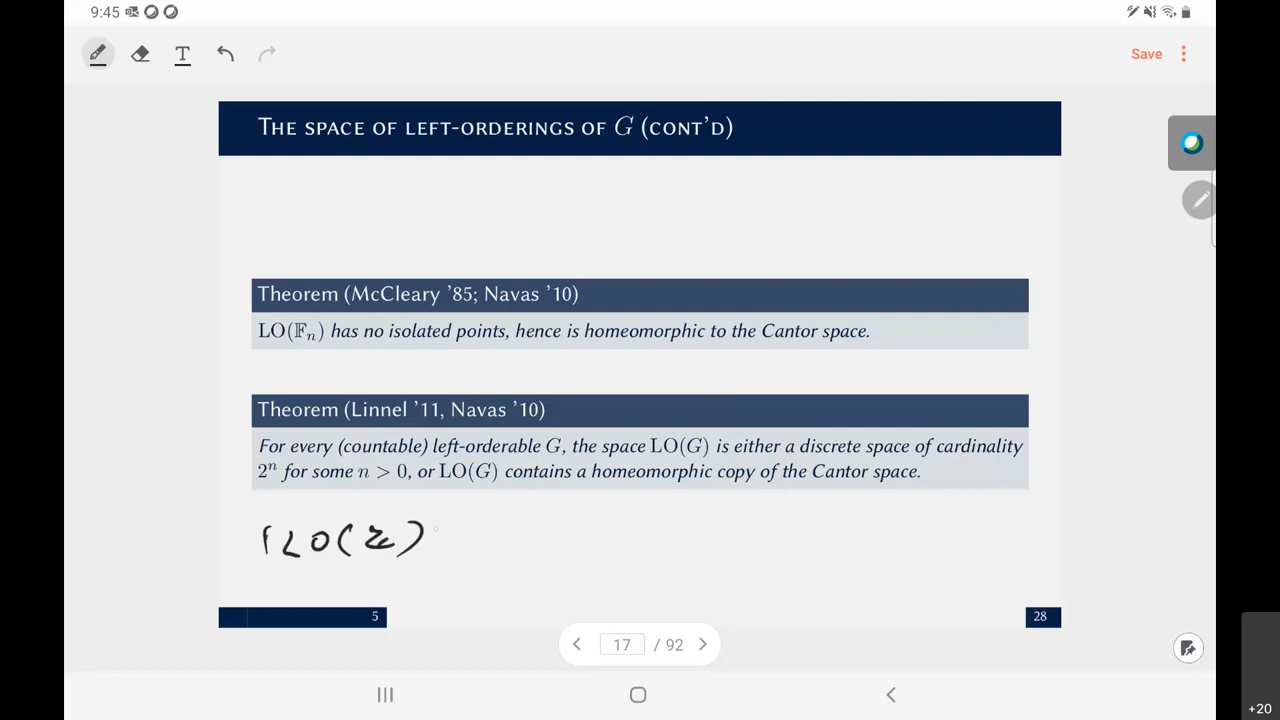 9:45
Save
THE SPACE OF LEFT-ORDERINGS OF G (CONT'D)
Theorem (McCleary '85; Navas '10)
LO(𝔽ₙ) has no isolated points, hence is homeomorphic to the Cantor space.
Theorem (Linnel '11, Navas '10)
For every (countable) left-orderable G, the space LO(G) is either a discrete space of cardinality
2ⁿ for some n > 0, or LO(G) contains a homeomorphic copy of the Cantor space.
|LO(ℤ)
5
28
17 / 92
+20